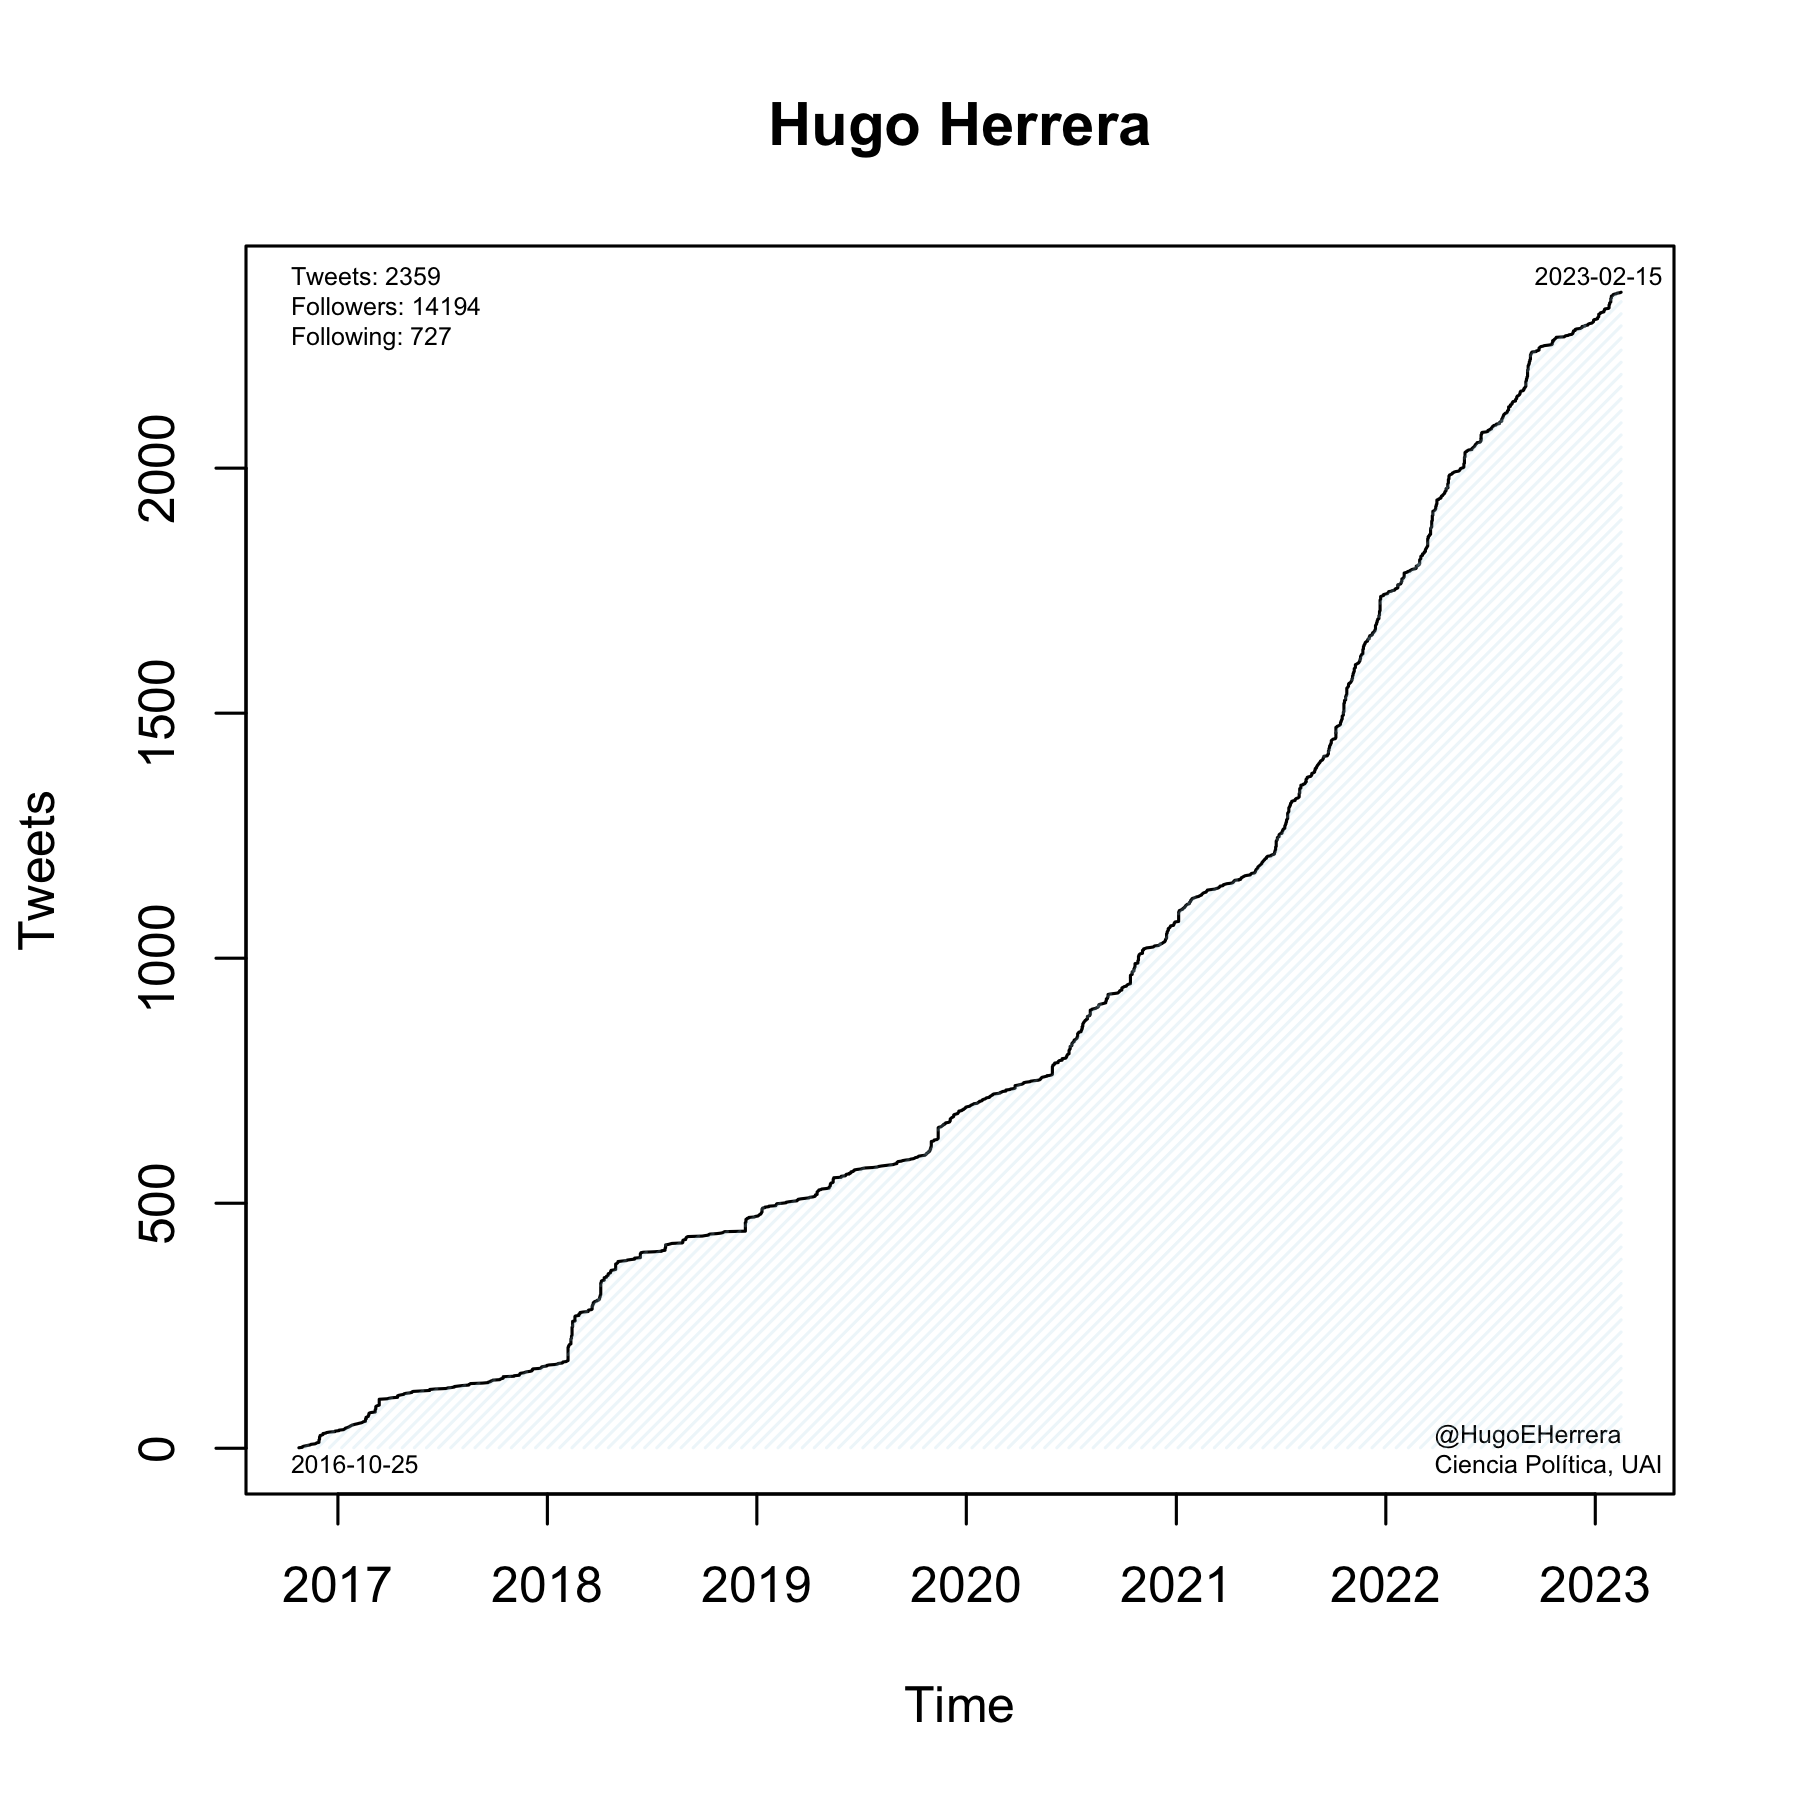 Hugo Herrera
Tweets: 2359
Followers: 14194
Following: 727
2023-02-15
Tweets
2000
1500
1000
500
0
2016-10-25
@HugoEHerrera
Ciencia Política, UAI
2017 2018 2019 2020 2021 2022 2023
Time